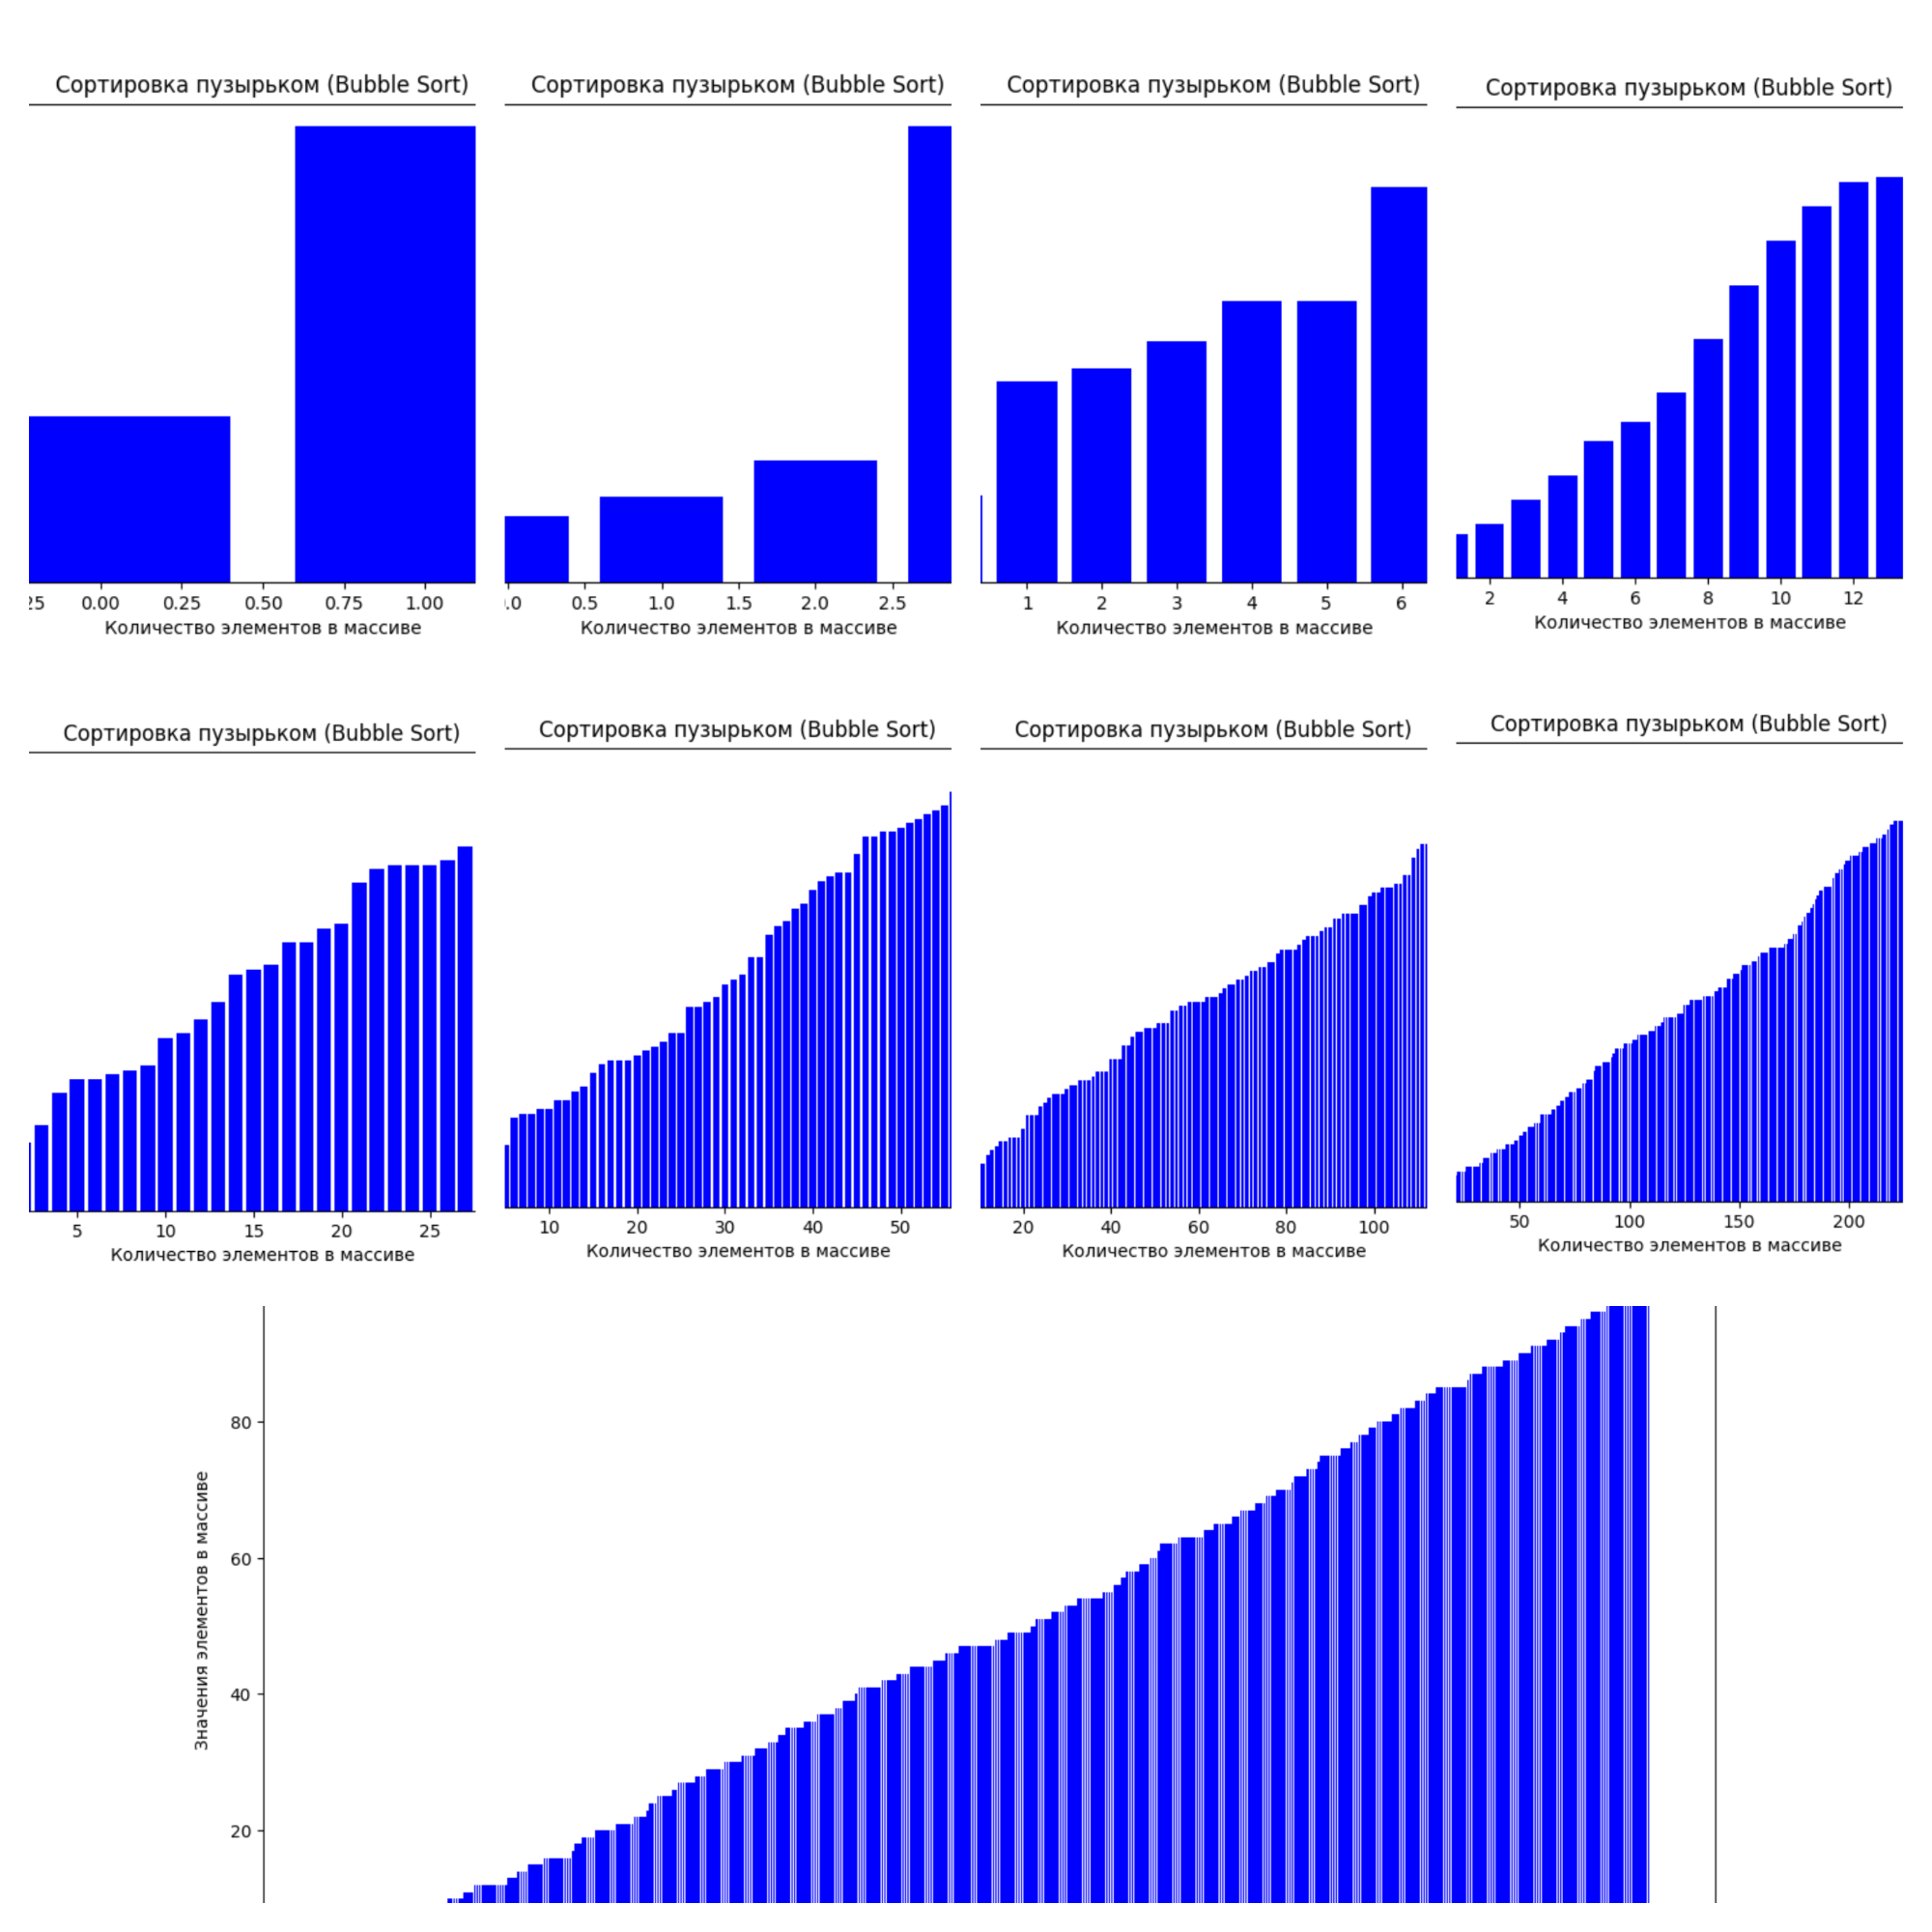 Сортировка пузырьком (Bubble Sort)
25 0.00 0.25 0.50 0.75 1.00
Количество элементов в массиве
Сортировка пузырьком (Bubble Sort)
.0 0.5 1.0 1.5 2.0 2.5
Количество элементов в массиве
Сортировка пузырьком (Bubble Sort)
1 2 3 4 5 6
Количество элементов в массиве
Сортировка пузырьком (Bubble Sort)
2 4 6 8 10 12
Количество элементов в массиве
Сортировка пузырьком (Bubble Sort)
5 10 15 20 25
Количество элементов в массиве
Сортировка пузырьком (Bubble Sort)
10 20 30 40 50
Количество элементов в массиве
Сортировка пузырьком (Bubble Sort)
20 40 60 80 100
Количество элементов в массиве
Сортировка пузырьком (Bubble Sort)
50 100 150 200
Количество элементов в массиве
Значения элементов в массиве
80
60
40
20